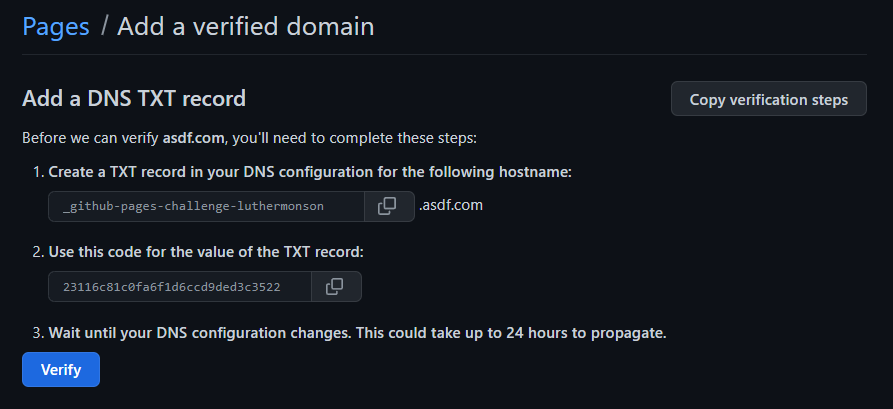 Pages / Add a verified domain
Add a DNS TXT record
Copy verification steps
Before we can verify asdf.com, you'll need to complete these steps:
1. Create a TXT record in your DNS configuration for the following hostname:
_github-pages-challenge-luthermonson
.asdf.com
2. Use this code for the value of the TXT record:
23116c81c0fa6f1d6ccd9ded3c3522
3. Wait until your DNS configuration changes. This could take up to 24 hours to propagate.
Verify